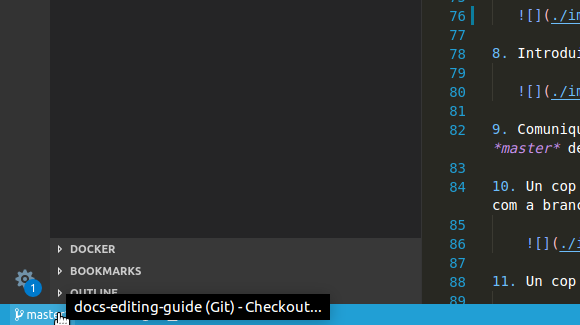 76 ![](./im
77
78 8. Introdui
79
80 ![](./im
81
82 9. Comuniqu
*master* de
83
84 10. Un cop
com a branc
85
86 ![](./i
87
88 11. Un cop
89
DOCKER
BOOKMARKS
OUTLINE
1
master
docs-editing-guide (Git) - Checkout...